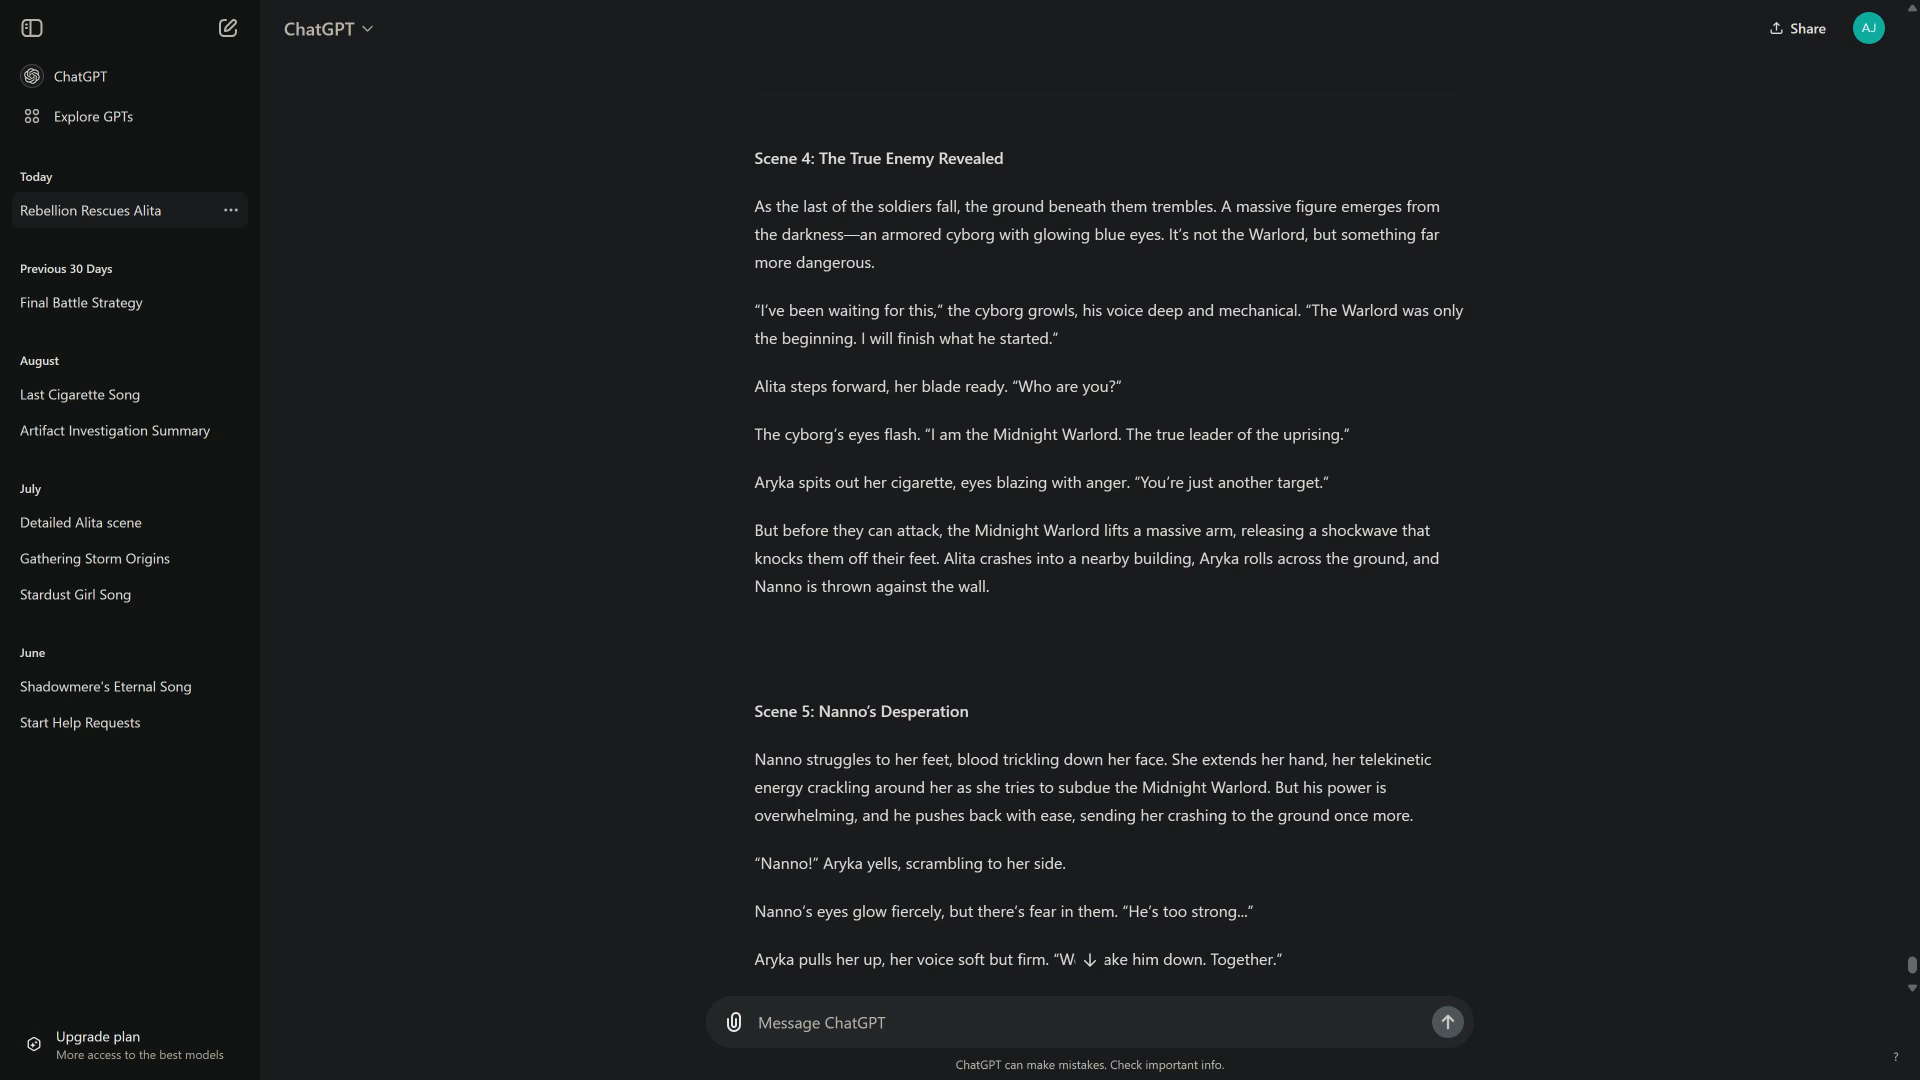 ChatGPT
Share
AJ
ChatGPT
Explore GPTs
Today
Rebellion Rescues Alita
Previous 30 Days
Final Battle Strategy
August
Last Cigarette Song
Artifact Investigation Summary
July
Detailed Alita scene
Gathering Storm Origins
Stardust Girl Song
June
Shadowmere's Eternal Song
Start Help Requests
Upgrade plan
More access to the best models
Scene 4: The True Enemy Revealed
As the last of the soldiers fall, the ground beneath them trembles. A massive figure emerges from
the darkness—an armored cyborg with glowing blue eyes. It’s not the Warlord, but something far
more dangerous.
“I’ve been waiting for this,” the cyborg growls, his voice deep and mechanical. “The Warlord was only
the beginning. I will finish what he started.”
Alita steps forward, her blade ready. “Who are you?”
The cyborg’s eyes flash. “I am the Midnight Warlord. The true leader of the uprising.”
Aryka spits out her cigarette, eyes blazing with anger. “You’re just another target.”
But before they can attack, the Midnight Warlord lifts a massive arm, releasing a shockwave that
knocks them off their feet. Alita crashes into a nearby building, Aryka rolls across the ground, and
Nanno is thrown against the wall.
Scene 5: Nanno’s Desperation
Nanno struggles to her feet, blood trickling down her face. She extends her hand, her telekinetic
energy crackling around her as she tries to subdue the Midnight Warlord. But his power is
overwhelming, and he pushes back with ease, sending her crashing to the ground once more.
“Nanno!” Aryka yells, scrambling to her side.
Nanno’s eyes glow fiercely, but there’s fear in them. “He’s too strong…”
Aryka pulls her up, her voice soft but firm. “W ake him down. Together.”
Message ChatGPT
ChatGPT can make mistakes. Check important info.
?